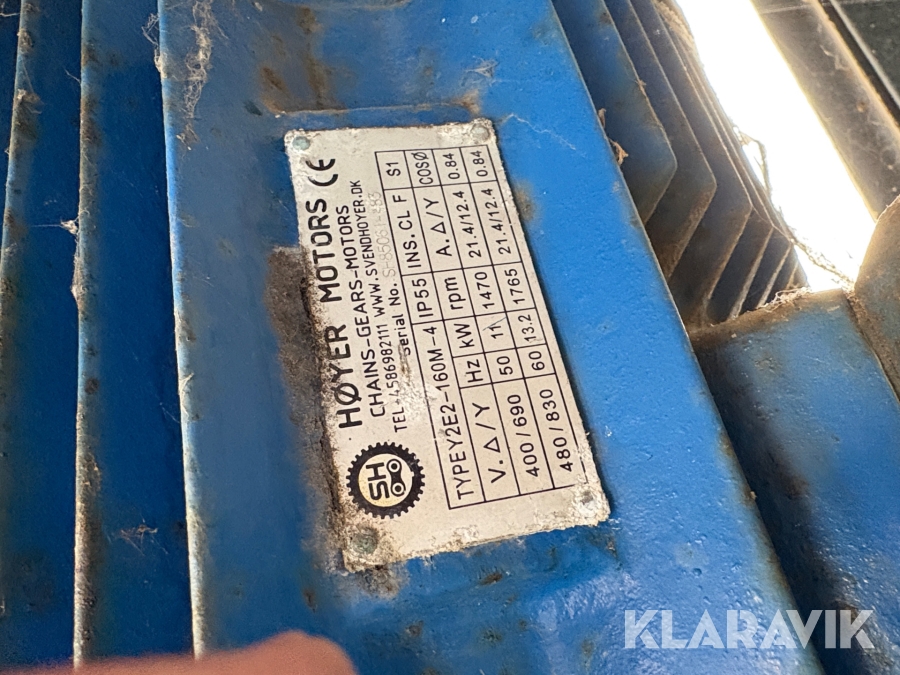 HØYER MOTORS CE
CHAINS-GEARS-MOTORS
TEL +4586982111 WWW.SVENDHOYER.DK
Serial No.
SH
TYPE Y2E2-160M-4 IP55 INS.CL F S1
V.△/Y Hz kW rpm A.△/Y COSØ
400/690 50 11 1470 21.4/12.4 0.84
480/830 60 13.2 1765 21.4/12.4 0.84
KLARAVIK